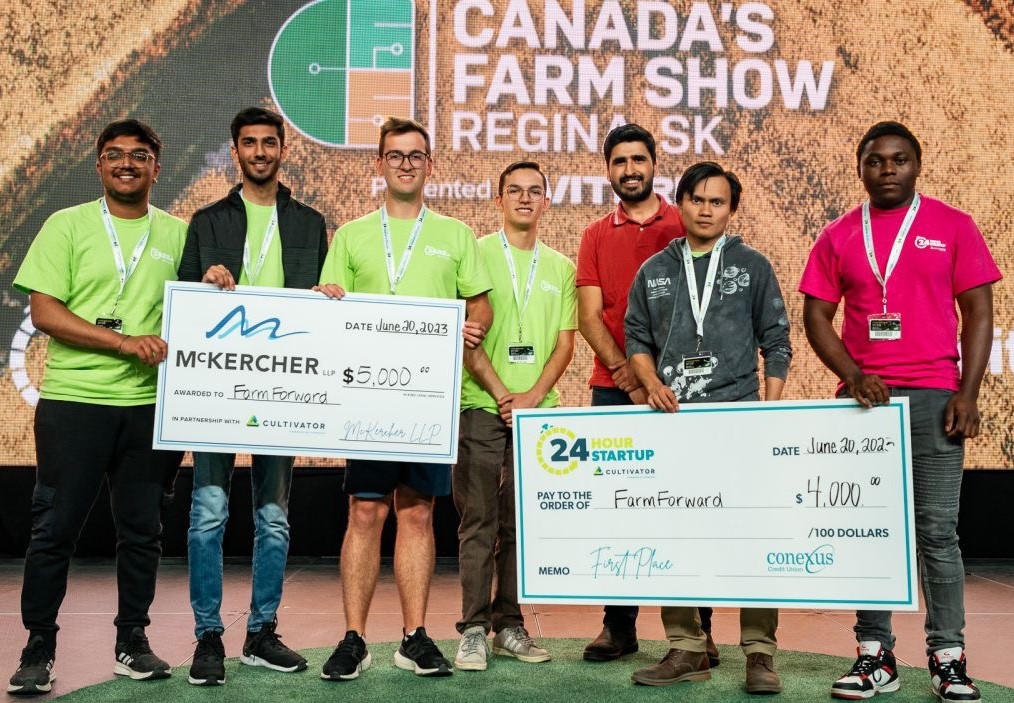 CANADA'S
FARM SHOW
REGINA, SK
Presented
24
NASA
McKERCHER LLP
DATE June 20, 2023
$5,000.00
AWARDED TO FarmForward
IN PARTNERSHIP WITH CULTIVATOR
McKercher LLP
24 HOUR
STARTUP
CULTIVATOR
DATE June 20, 2023
PAY TO THE
ORDER OF FarmForward $4,000.00
/100 DOLLARS
MEMO First Place
conexus
Credit Union